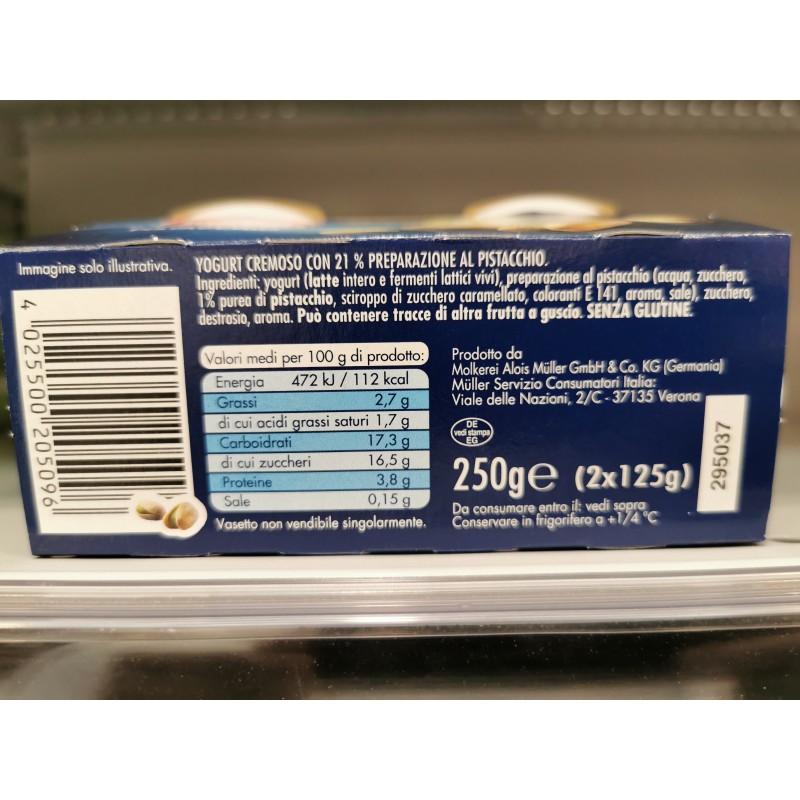 Immagine solo illustrativa.
YOGURT CREMOSO CON 21 % PREPARAZIONE AL PISTACCHIO.
Ingredienti: yogurt (latte intero e fermenti lattici vivi), preparazione al pistacchio (acqua, zucchero,
1% purea di pistacchio, sciroppo di zucchero caramellato, coloranti E 141, aroma, sale), zucchero,
destrosio, aroma. Può contenere tracce di altra frutta a guscio. SENZA GLUTINE.
4 025500 205096
Valori medi per 100 g di prodotto:
Energia 472 kJ / 112 kcal
Grassi 2,7 g
di cui acidi grassi saturi 1,7 g
Carboidrati 17,3 g
di cui zuccheri 16,5 g
Proteine 3,8 g
Sale 0,15 g
Vasetto non vendibile singolarmente.
Prodotto da
Molkerei Alois Müller GmbH & Co. KG (Germania)
Müller Servizio Consumatori Italia:
Viale delle Nazioni, 2/C - 37135 Verona
DE
vedi stampa
EG
250g e (2x125g)
Da consumare entro il: vedi sopra
Conservare in frigorifero a +1/4 °C
295037